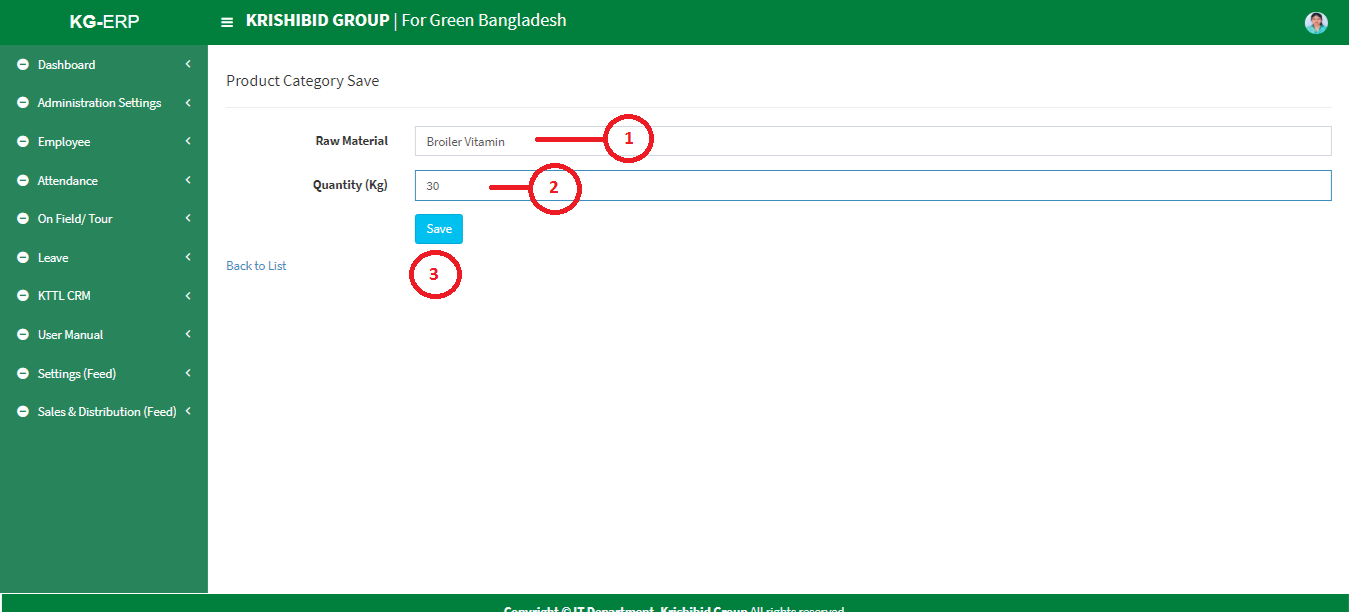 KG-ERP
KRISHIBID GROUP | For Green Bangladesh
Dashboard
Administration Settings
Employee
Attendance
On Field/ Tour
Leave
KTTL CRM
User Manual
Settings (Feed)
Sales & Distribution (Feed)
Product Category Save
Raw Material
Broiler Vitamin
1
Quantity (Kg)
30
2
Save
3
Back to List
Copyright © IT Department, Krishibid Group All rights reserved